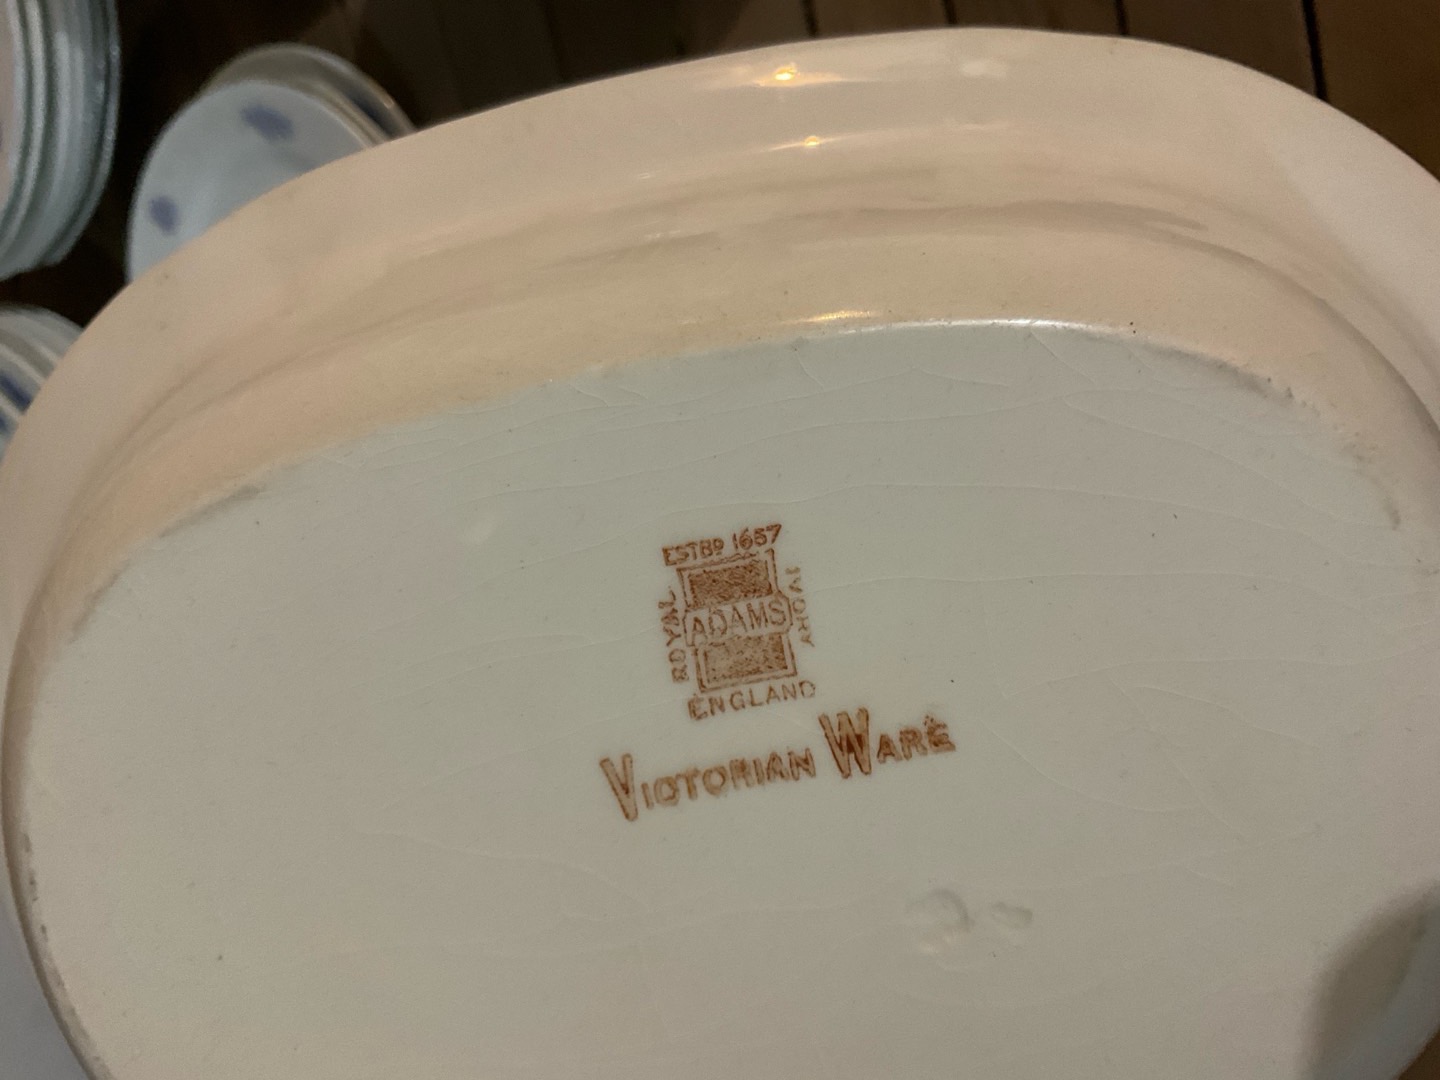 ESTBD 1657
ROYAL
ADAMS
IVORY
ENGLAND
VICTORIAN WARE